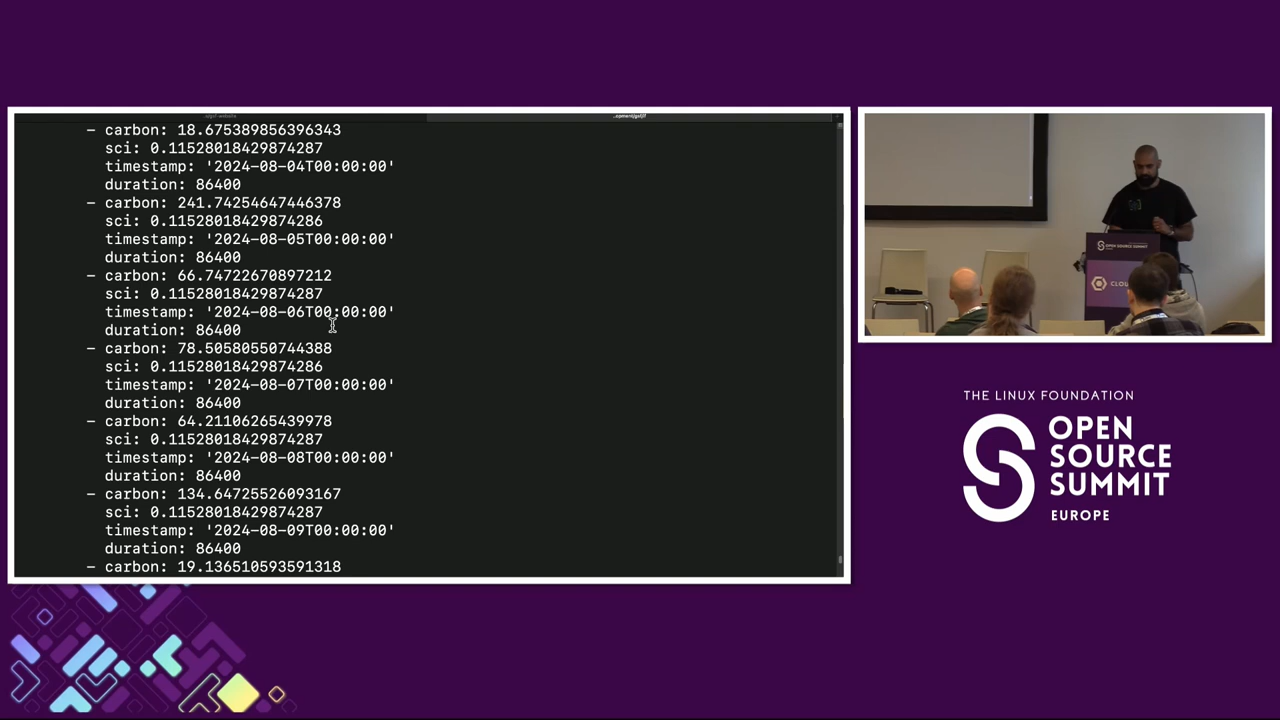 - carbon: 18.675389856396343
sci: 0.11528018429874287
timestamp: '2024-08-04T00:00:00'
duration: 86400
- carbon: 241.74254647446378
sci: 0.11528018429874286
timestamp: '2024-08-05T00:00:00'
duration: 86400
- carbon: 66.74722670897212
sci: 0.11528018429874287
timestamp: '2024-08-06T00:00:00'
duration: 86400
- carbon: 78.50580550744388
sci: 0.11528018429874286
timestamp: '2024-08-07T00:00:00'
duration: 86400
- carbon: 64.21106265439978
sci: 0.11528018429874287
timestamp: '2024-08-08T00:00:00'
duration: 86400
- carbon: 134.64725526093167
sci: 0.11528018429874287
timestamp: '2024-08-09T00:00:00'
duration: 86400
- carbon: 19.136510593591318
OPEN SOURCE SUMMIT
CLOU
THE LINUX FOUNDATION
OPEN
SOURCE
SUMMIT
EUROPE